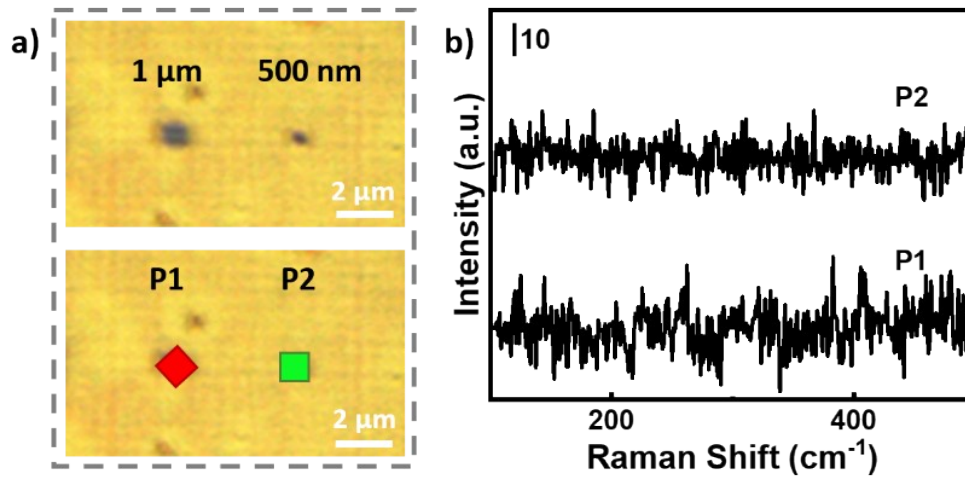 a)
1 μm 500 nm
2 μm
P1 P2
2 μm
b)
10
P2
P1
Intensity (a.u.)
200 400
Raman Shift (cm⁻¹)